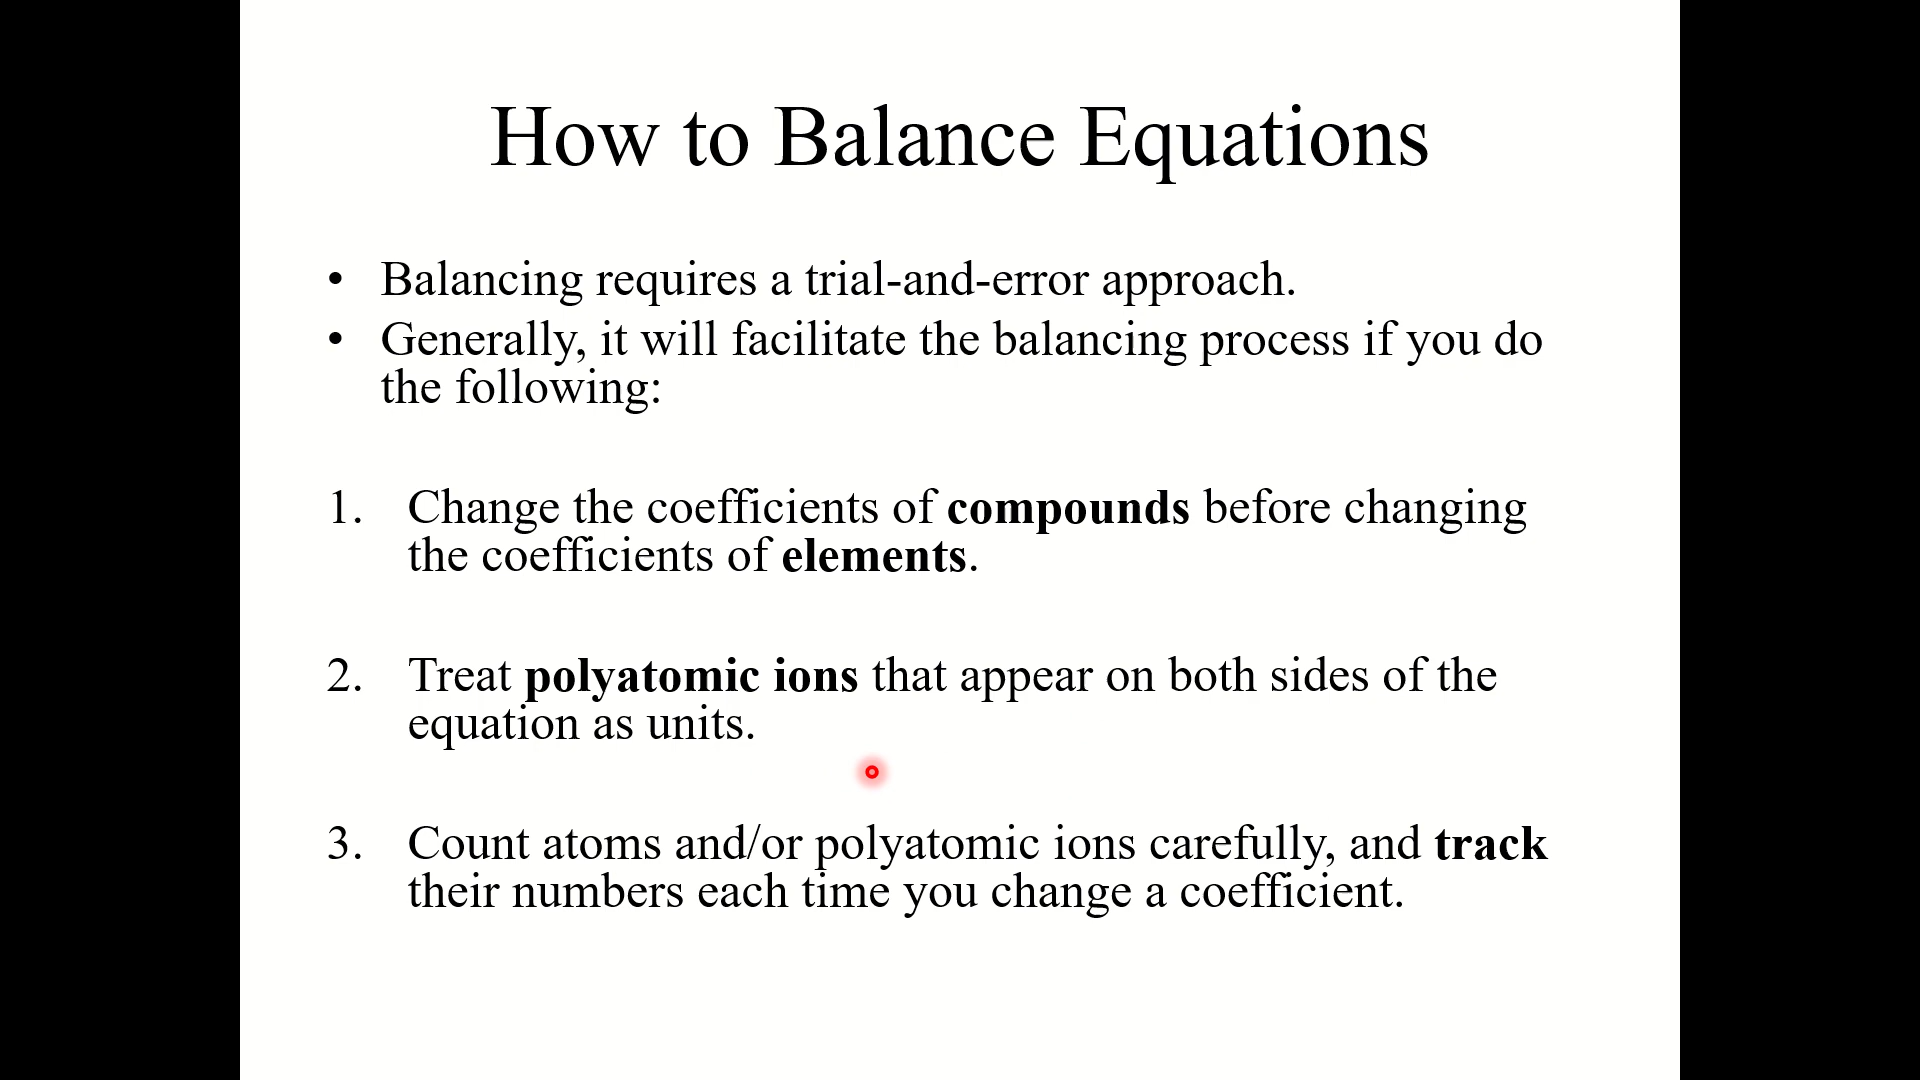 How to Balance Equations
• Balancing requires a trial-and-error approach.
• Generally, it will facilitate the balancing process if you do
the following:
1. Change the coefficients of compounds before changing
the coefficients of elements.
2. Treat polyatomic ions that appear on both sides of the
equation as units.
3. Count atoms and/or polyatomic ions carefully, and track
their numbers each time you change a coefficient.